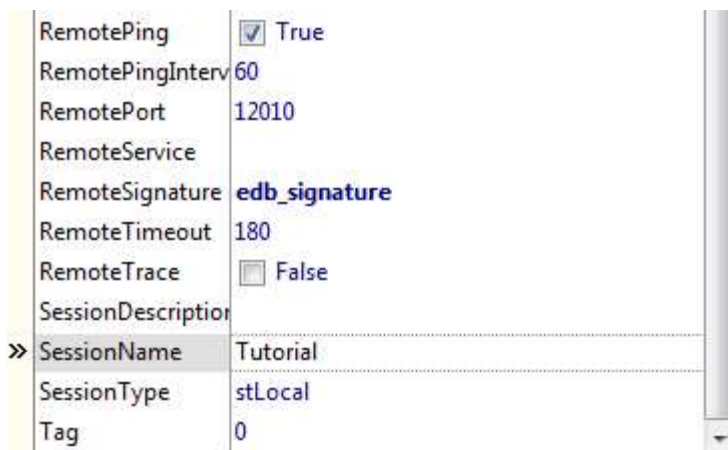 RemotePing True
RemotePingInterv 60
RemotePort 12010
RemoteService
RemoteSignature edb_signature
RemoteTimeout 180
RemoteTrace False
SessionDescription
» SessionName Tutorial
SessionType stLocal
Tag 0